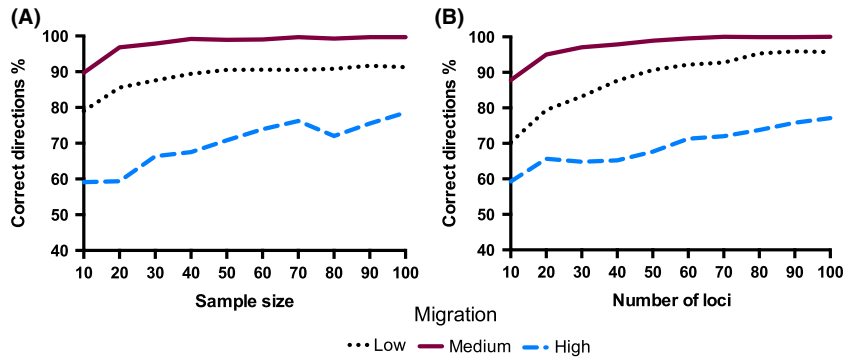 (A)
Correct directions %
100
90
80
70
60
50
40
10 20 30 40 50 60 70 80 90 100
Sample size
(B)
Correct directions %
100
90
80
70
60
50
40
10 20 30 40 50 60 70 80 90 100
Number of loci
Migration
Low Medium High